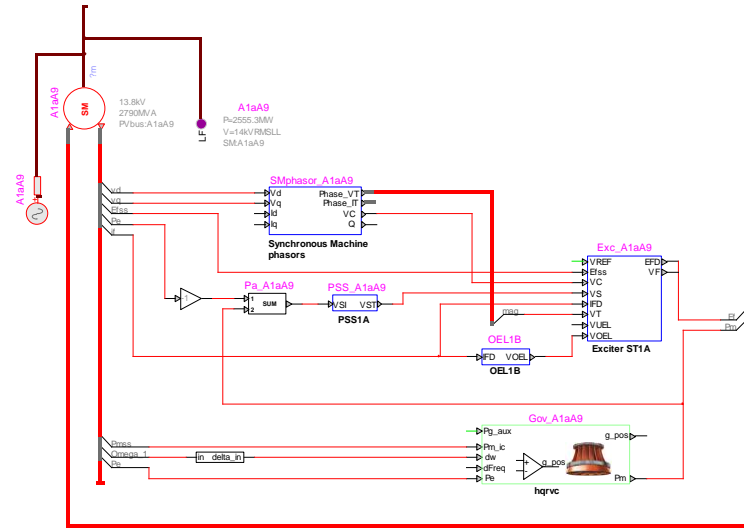 ?m
A1aA9
SM
13.8kV
2790MVA
PVbus:A1aA9
A1aA9
P=2555.3MW
V=14kVRMSLL
SM:A1aA9
LF
A1aA9
vd
vq
Efss
Pe
if
SMphasor_A1aA9
Vd
Vq
Id
Iq
Phase_VT
Phase_IT
VC
Q
Synchronous Machine
phasors
-1
Pa_A1aA9
1
2
SUM
PSS_A1aA9
VSI
VST
PSS1A
mag
OEL1B
IFD
VOEL
OEL1B
Exc_A1aA9
VREF
Efss
VC
VS
IFD
VT
VUEL
VOEL
EFD
VF
Exciter ST1A
Ef
Pm
Pmss
Omega_1
Pe
in
delta_in
Gov_A1aA9
Pg_aux
Pm_ic
dw
dFreq
Pe
+
-
g_pos
g_pos
Pm
hqrvc